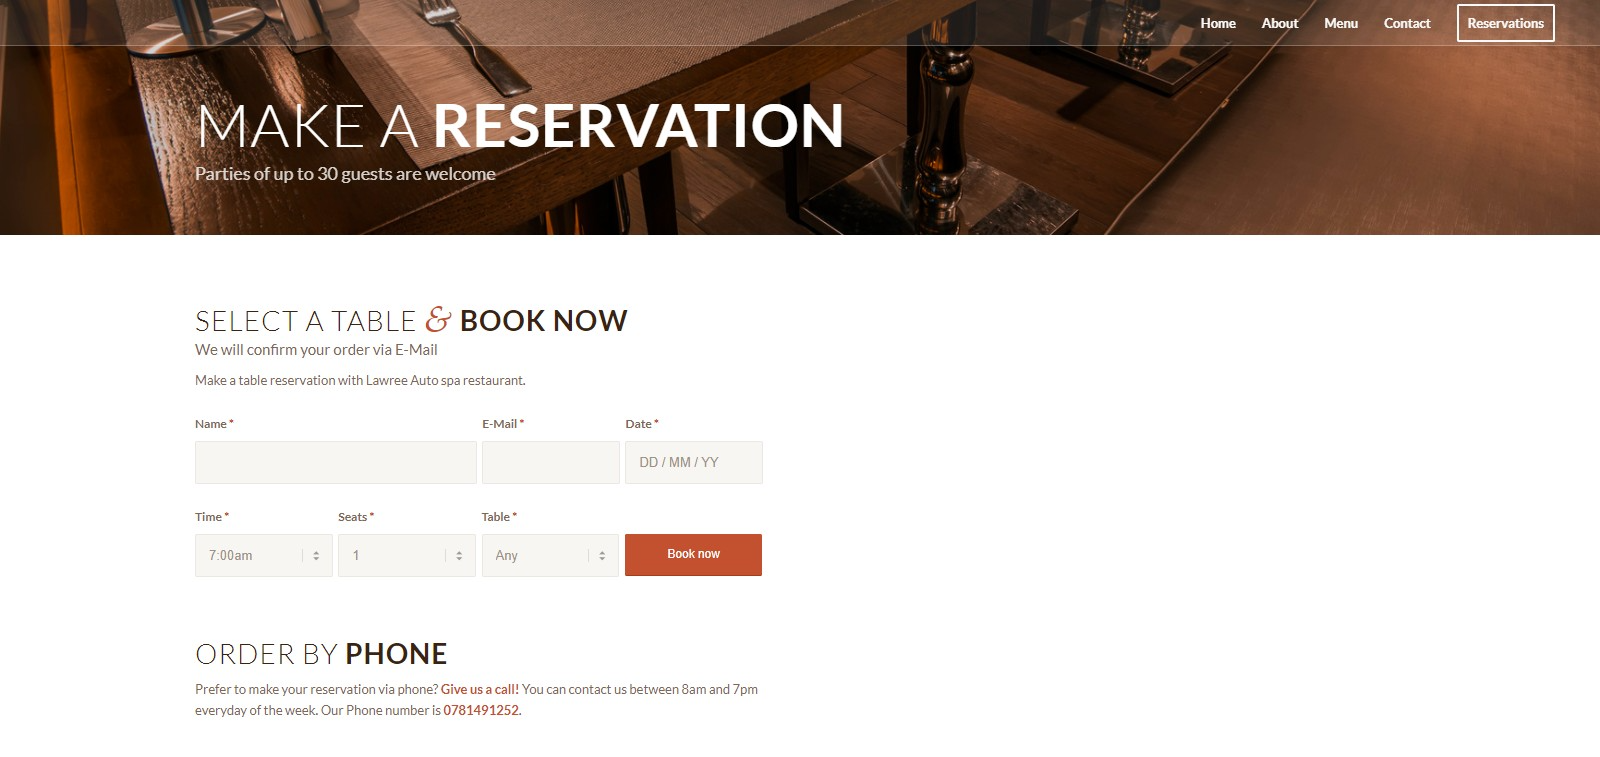 Home About Menu Contact Reservations
MAKE A RESERVATION
Parties of up to 30 guests are welcome
SELECT A TABLE & BOOK NOW
We will confirm your order via E-Mail
Make a table reservation with Lawree Auto spa restaurant.
Name * E-Mail * Date *
DD / MM / YY
Time * Seats * Table *
7:00am 1 Any Book now
ORDER BY PHONE
Prefer to make your reservation via phone? Give us a call! You can contact us between 8am and 7pm
everyday of the week. Our Phone number is 0781491252.